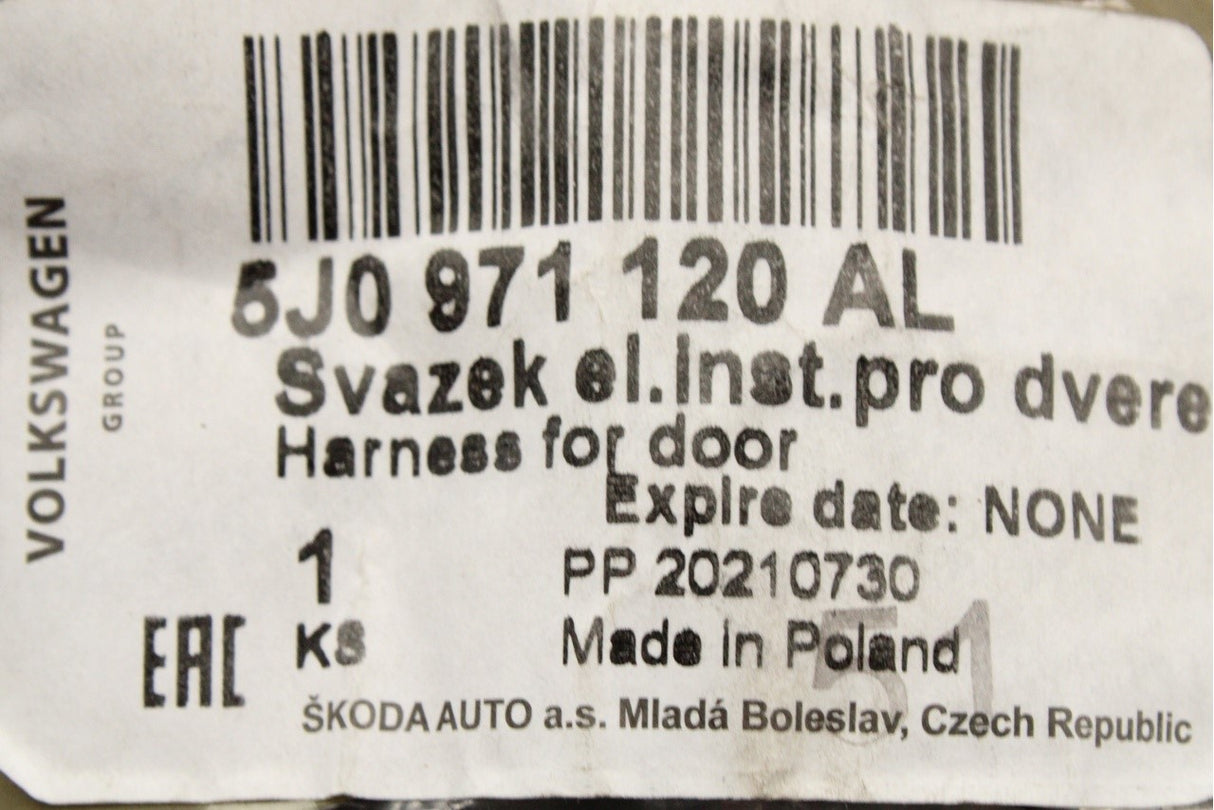 VOLKSWAGEN
GROUP
5J0 971 120 AL
Svazek el.inst.pro dvere
Harness for door
Expire date: NONE
1
PP 20210730
KS
Made in Poland
51
EAC
ŠKODA AUTO a.s. Mladá Boleslav, Czech Republic